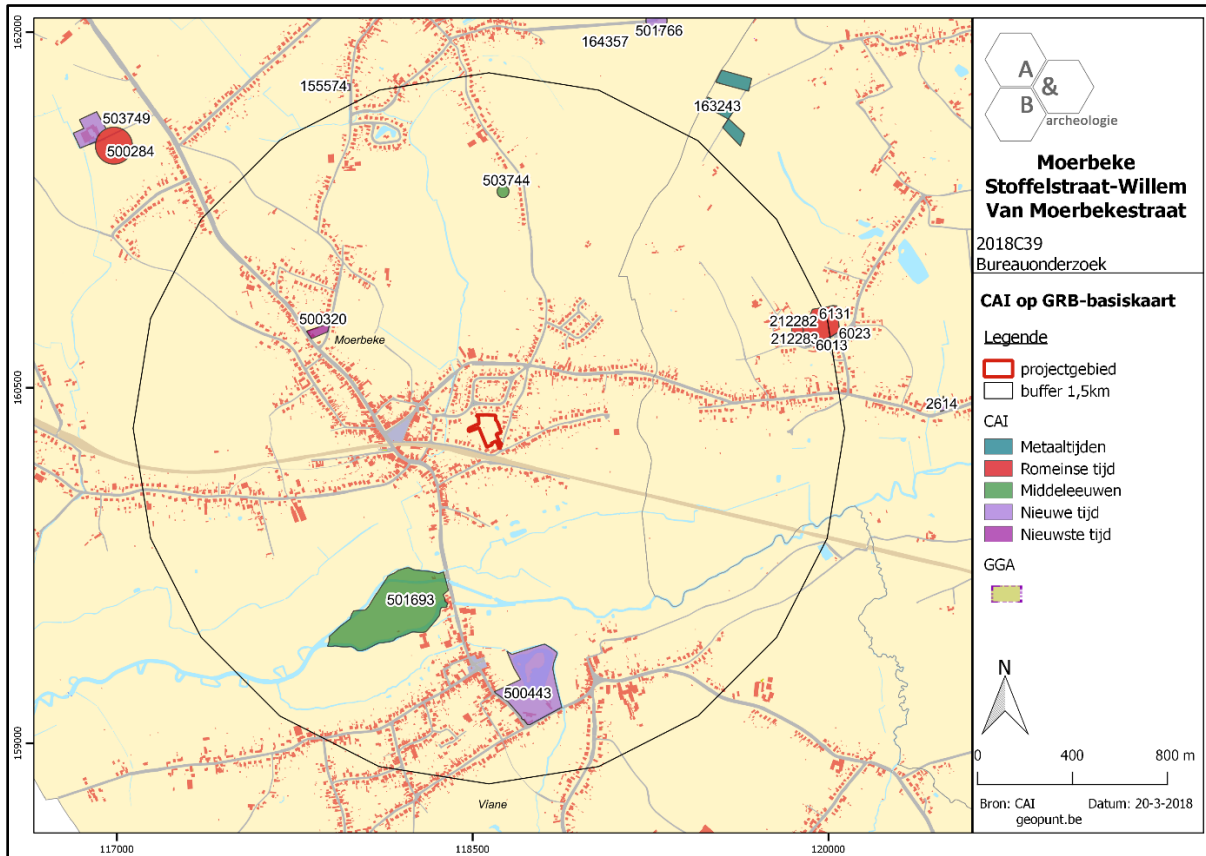 162000
160500
159000
117000
118500
120000
164357
501766
155574
163243
503749
500284
503744
500320
Moerbeke
212282
6131
6023
212283
6013
2614
501693
500443
Viane
A
&
B
archeologie
Moerbeke
Stoffelstraat-Willem
Van Moerbekestraat
2018C39
Bureauonderzoek
CAI op GRB-basiskaart
Legende
projectgebied
buffer 1,5km
CAI
Metaaltijden
Romeinse tijd
Middeleeuwen
Nieuwe tijd
Nieuwste tijd
GGA
N
0 400 800 m
Bron: CAI Datum: 20-3-2018
geopunt.be